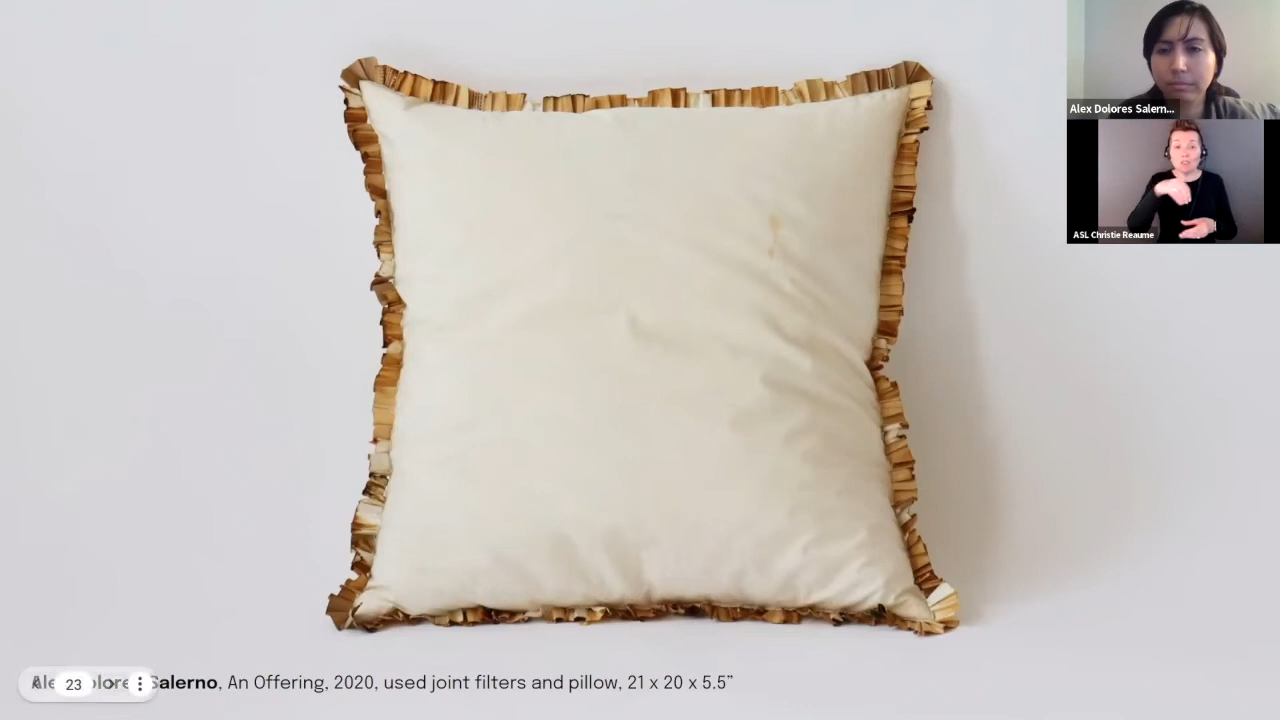 Alex Dolores Salern...
ASL Christie Reaume
23
Salerno, An Offering, 2020, used joint filters and pillow, 21 x 20 x 5.5”